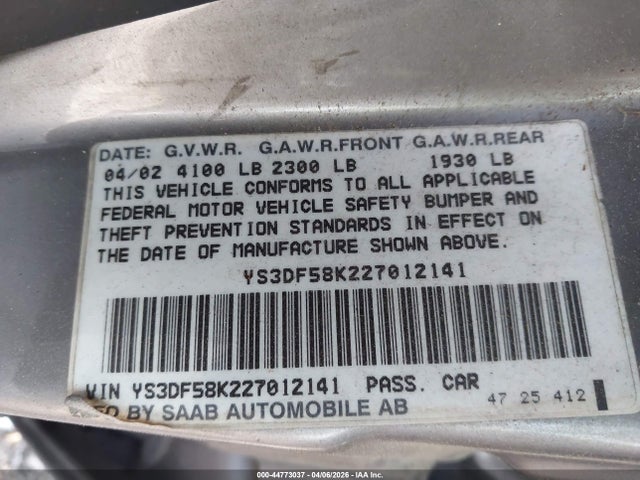 DATE: G.V.W.R. G.A.W.R.FRONT G.A.W.R.REAR
04/02 4100 LB 2300 LB 1930 LB
THIS VEHICLE CONFORMS TO ALL APPLICABLE
FEDERAL MOTOR VEHICLE SAFETY BUMPER AND
THEFT PREVENTION STANDARDS IN EFFECT ON
THE DATE OF MANUFACTURE SHOWN ABOVE.
YS3DF58K227012141
VIN YS3DF58K227012141 PASS. CAR
BY SAAB AUTOMOBILE AB 47 25 412
000-44773037 - 04/06/2026 - IAA Inc.